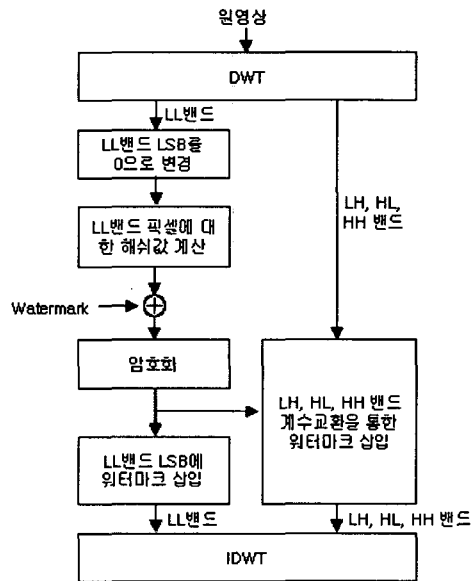 원영상
DWT
LL밴드
LL밴드 LSB를
0으로 변경
LH, HL,
HH 밴드
LL밴드 픽셀에 대
한 해쉬값 계산
Watermark
암호화
LH, HL, HH 밴드
계수교환을 통한
워터마크 삽입
LL밴드 LSB에
워터마크 삽입
LL밴드
LH, HL, HH 밴드
IDWT